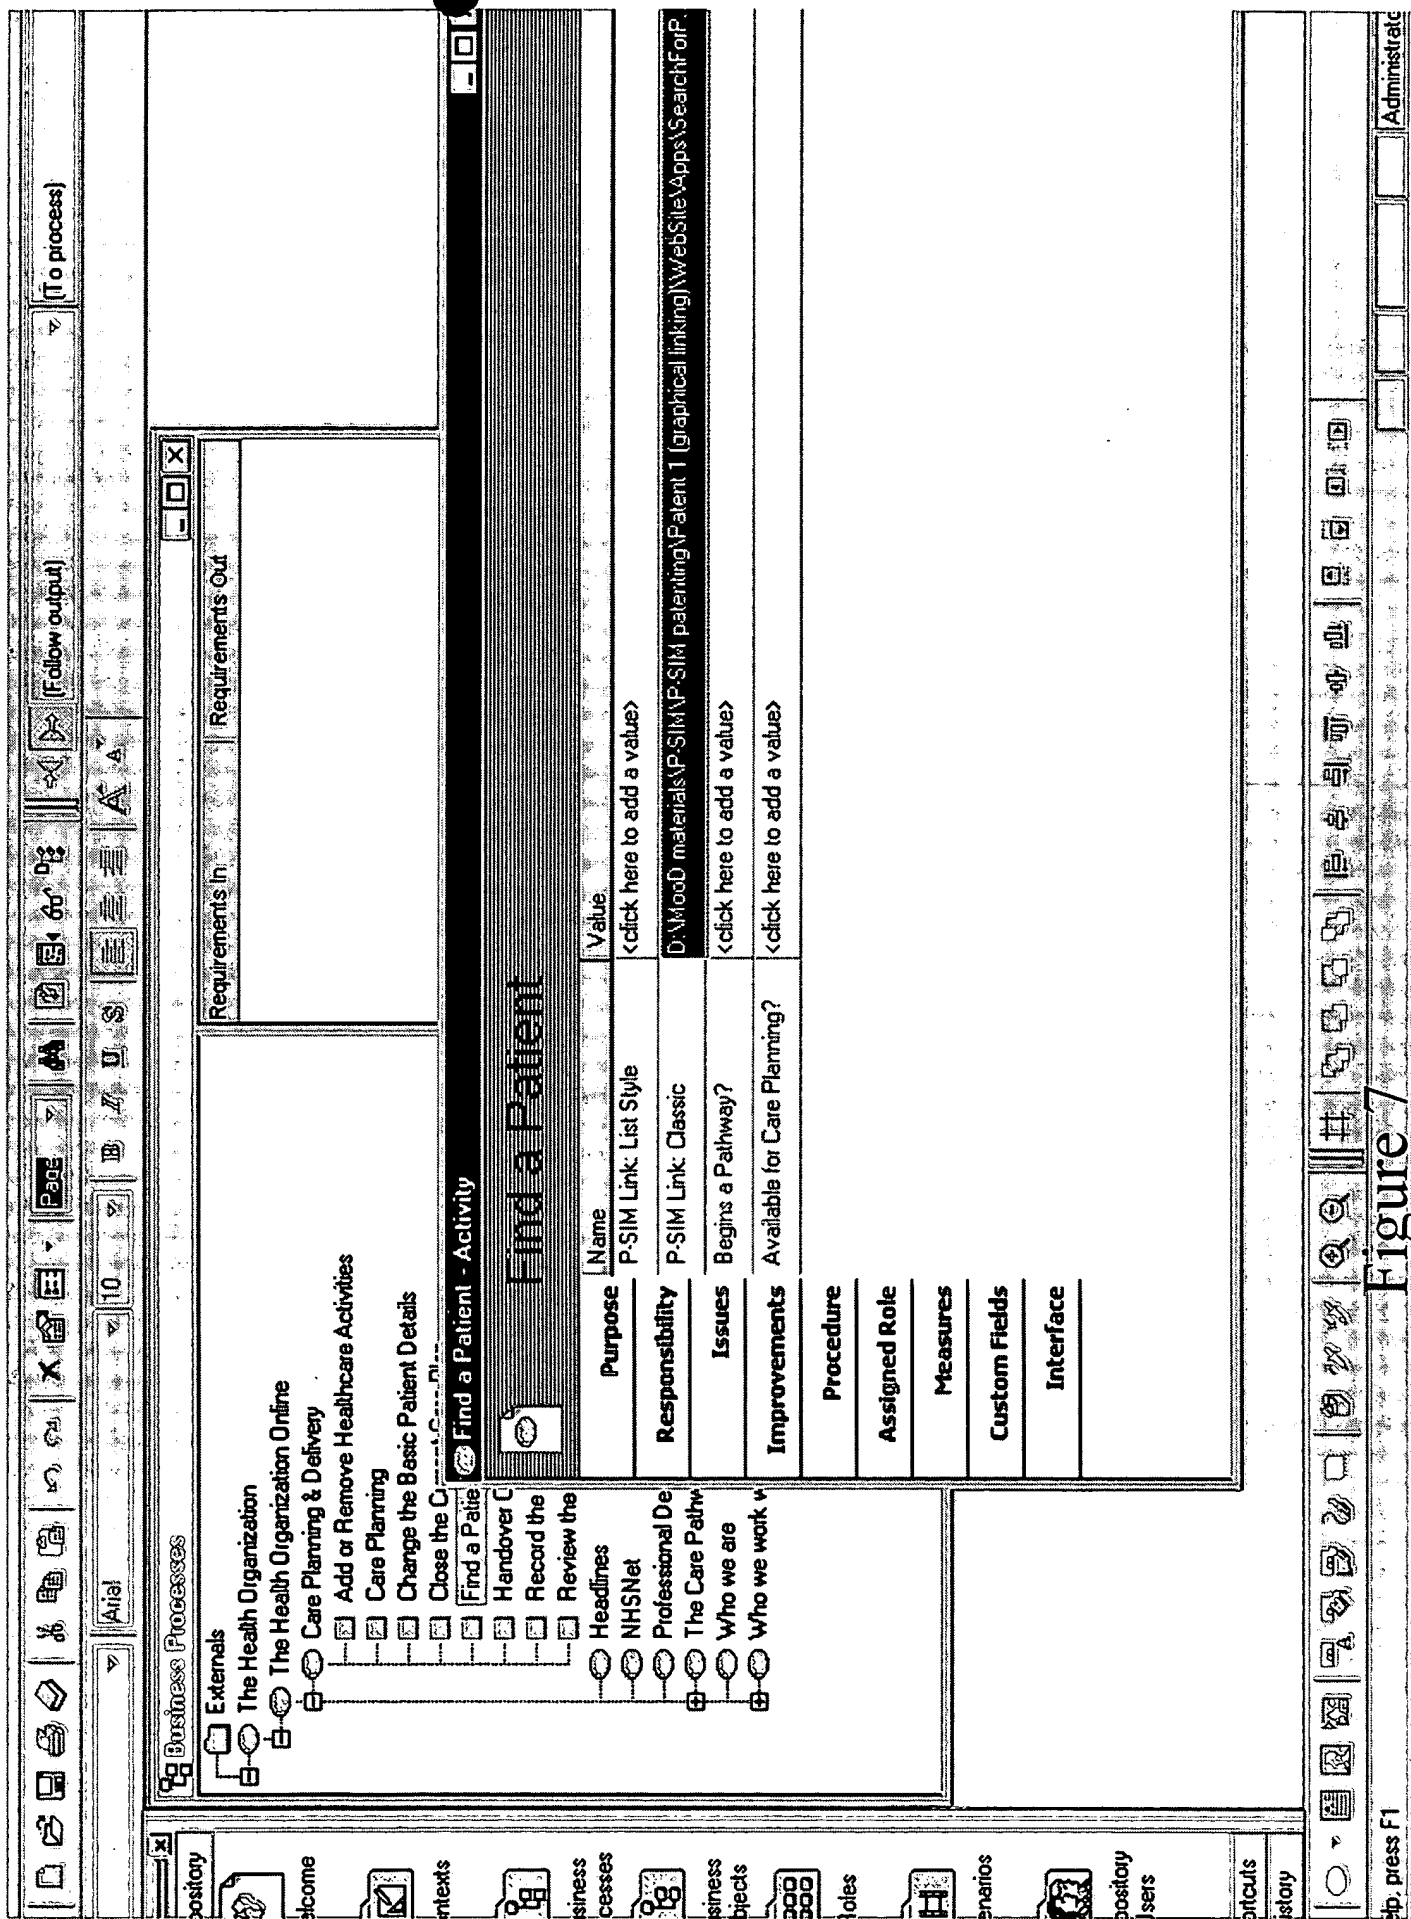 (Follow output)
(To process)
Page
Arial
10
B
U
S
A
A
Business Processes
Requirements In
Requirements Out
Externals
The Health Organization
The Health Organization Online
Care Planning & Delivery
Add or Remove Healthcare Activities
Care Planning
Change the Basic Patient Details
Close the
Find a Patie
Handover C
Record the
Review the
Headlines
NHSNet
Professional De
The Care Pathw
Who we are
Who we work w
Find a Patient - Activity
Find a Patient
Name
Value
P-SIM Link: List Style
<click here to add a value>
P-SIM Link: Classic
D:\MooD materials\P-SIM\P-SIM patenting\Patent 1 (graphical linking)\WebSite\Apps\SearchForP.
Begins a Pathway?
<click here to add a value>
Available for Care Planning?
<click here to add a value>
Purpose
Responsibility
Issues
Improvements
Procedure
Assigned Role
Measures
Custom Fields
Interface
pository
elcome
ntexts
siness
cesses
siness
bjects
Roles
enarios
pository
Users
ortcuts
istory
elp, press F1
Administrato
Figure 7